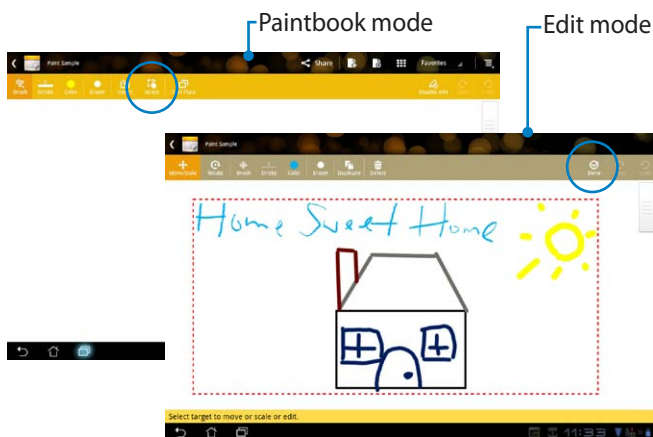 Paintbook mode
Edit mode
Paint Sample
Share
Favorites
Brush Stroke Color Eraser Select
Disable edit
Paint Sample
Move/Scale Rotate Brush Stroke Color Eraser Duplicate Delete Done
Home Sweet Home
Select target to move or scale or edit.
11:33